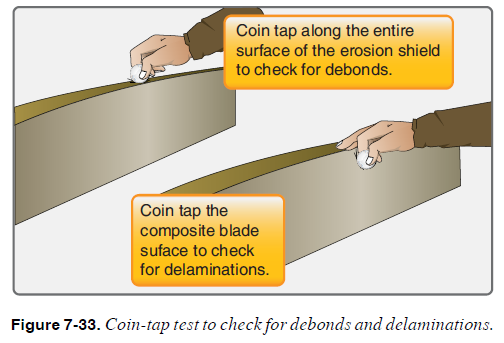 Coin tap along the entire
surface of the erosion shield
to check for debonds.
Coin tap the
composite blade
suface to check
for delaminations.
Figure 7-33. Coin-tap test to check for debonds and delaminations.